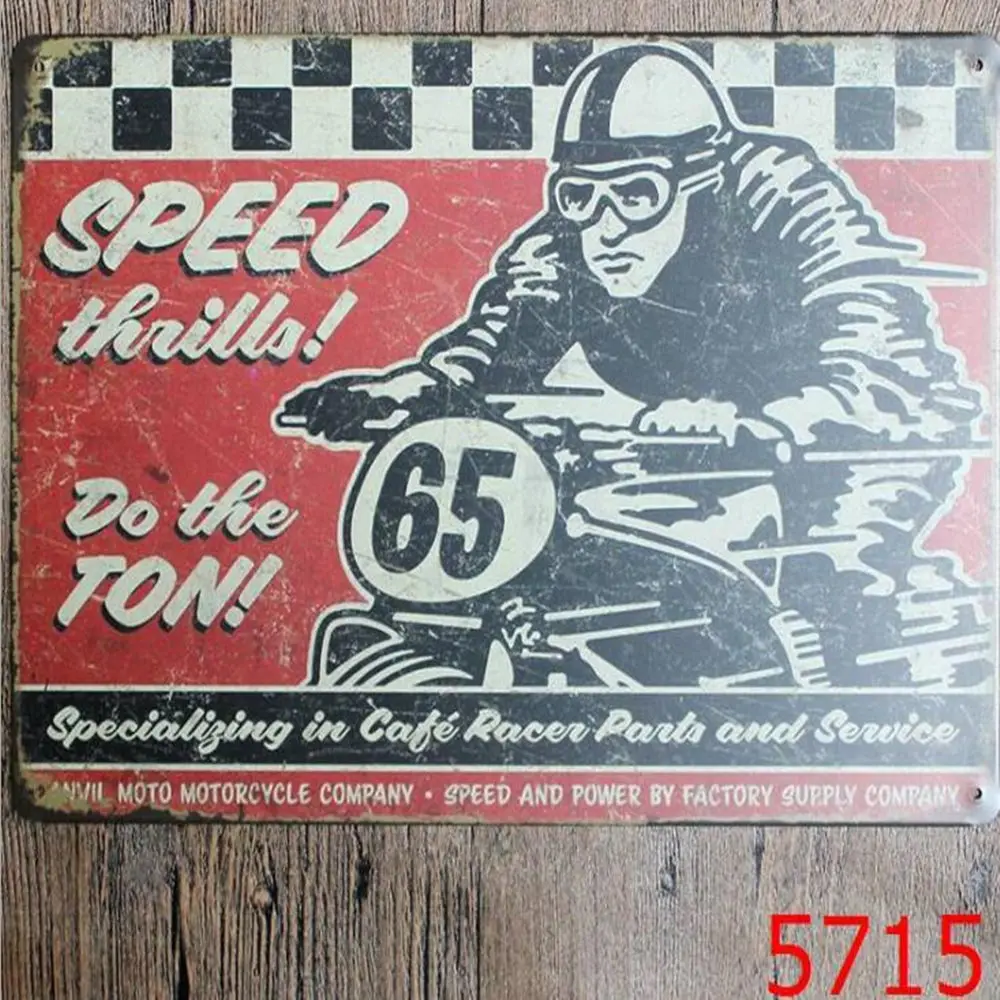 SPEED
thrills!
Do the
TON!
65
Specializing in Café Racer Parts and Service
ANVIL MOTO MOTORCYCLE COMPANY • SPEED AND POWER BY FACTORY SUPPLY COMPANY
5715